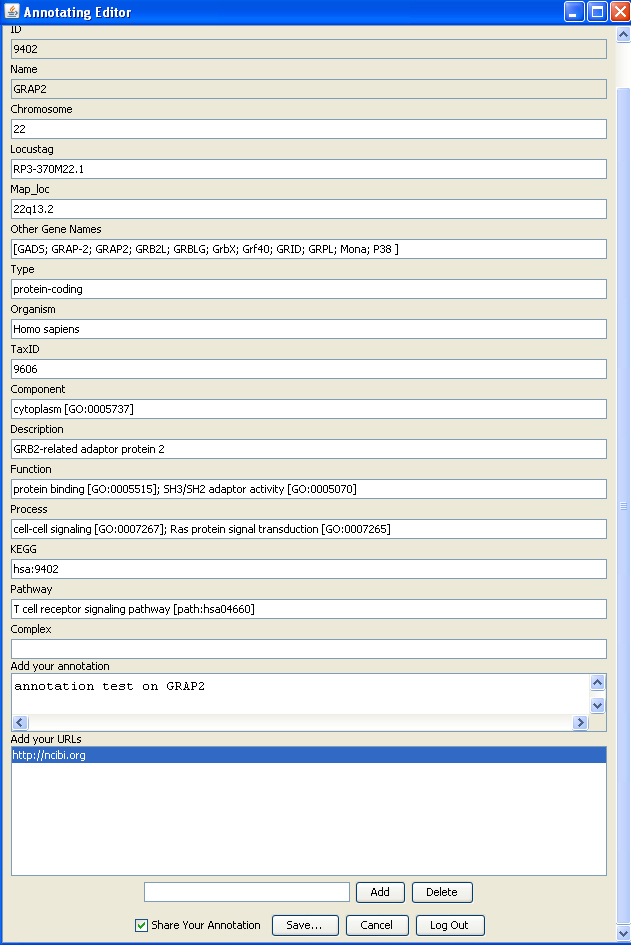 Annotating Editor
ID
9402
Name
GRAP2
Chromosome
22
Locustag
RP3-370M22.1
Map_loc
22q13.2
Other Gene Names
[GADS; GRAP-2; GRAP2; GRB2L; GRBLG; GrbX; Grf40; GRID; GRPL; Mona; P38 ]
Type
protein-coding
Organism
Homo sapiens
TaxID
9606
Component
cytoplasm [GO:0005737]
Description
GRB2-related adaptor protein 2
Function
protein binding [GO:0005515]; SH3/SH2 adaptor activity [GO:0005070]
Process
cell-cell signaling [GO:0007267]; Ras protein signal transduction [GO:0007265]
KEGG
hsa:9402
Pathway
T cell receptor signaling pathway [path:hsa04660]
Complex
Add your annotation
annotation test on GRAP2
Add your URLs
http://ncibi.org
Add Delete
Share Your Annotation Save... Cancel Log Out